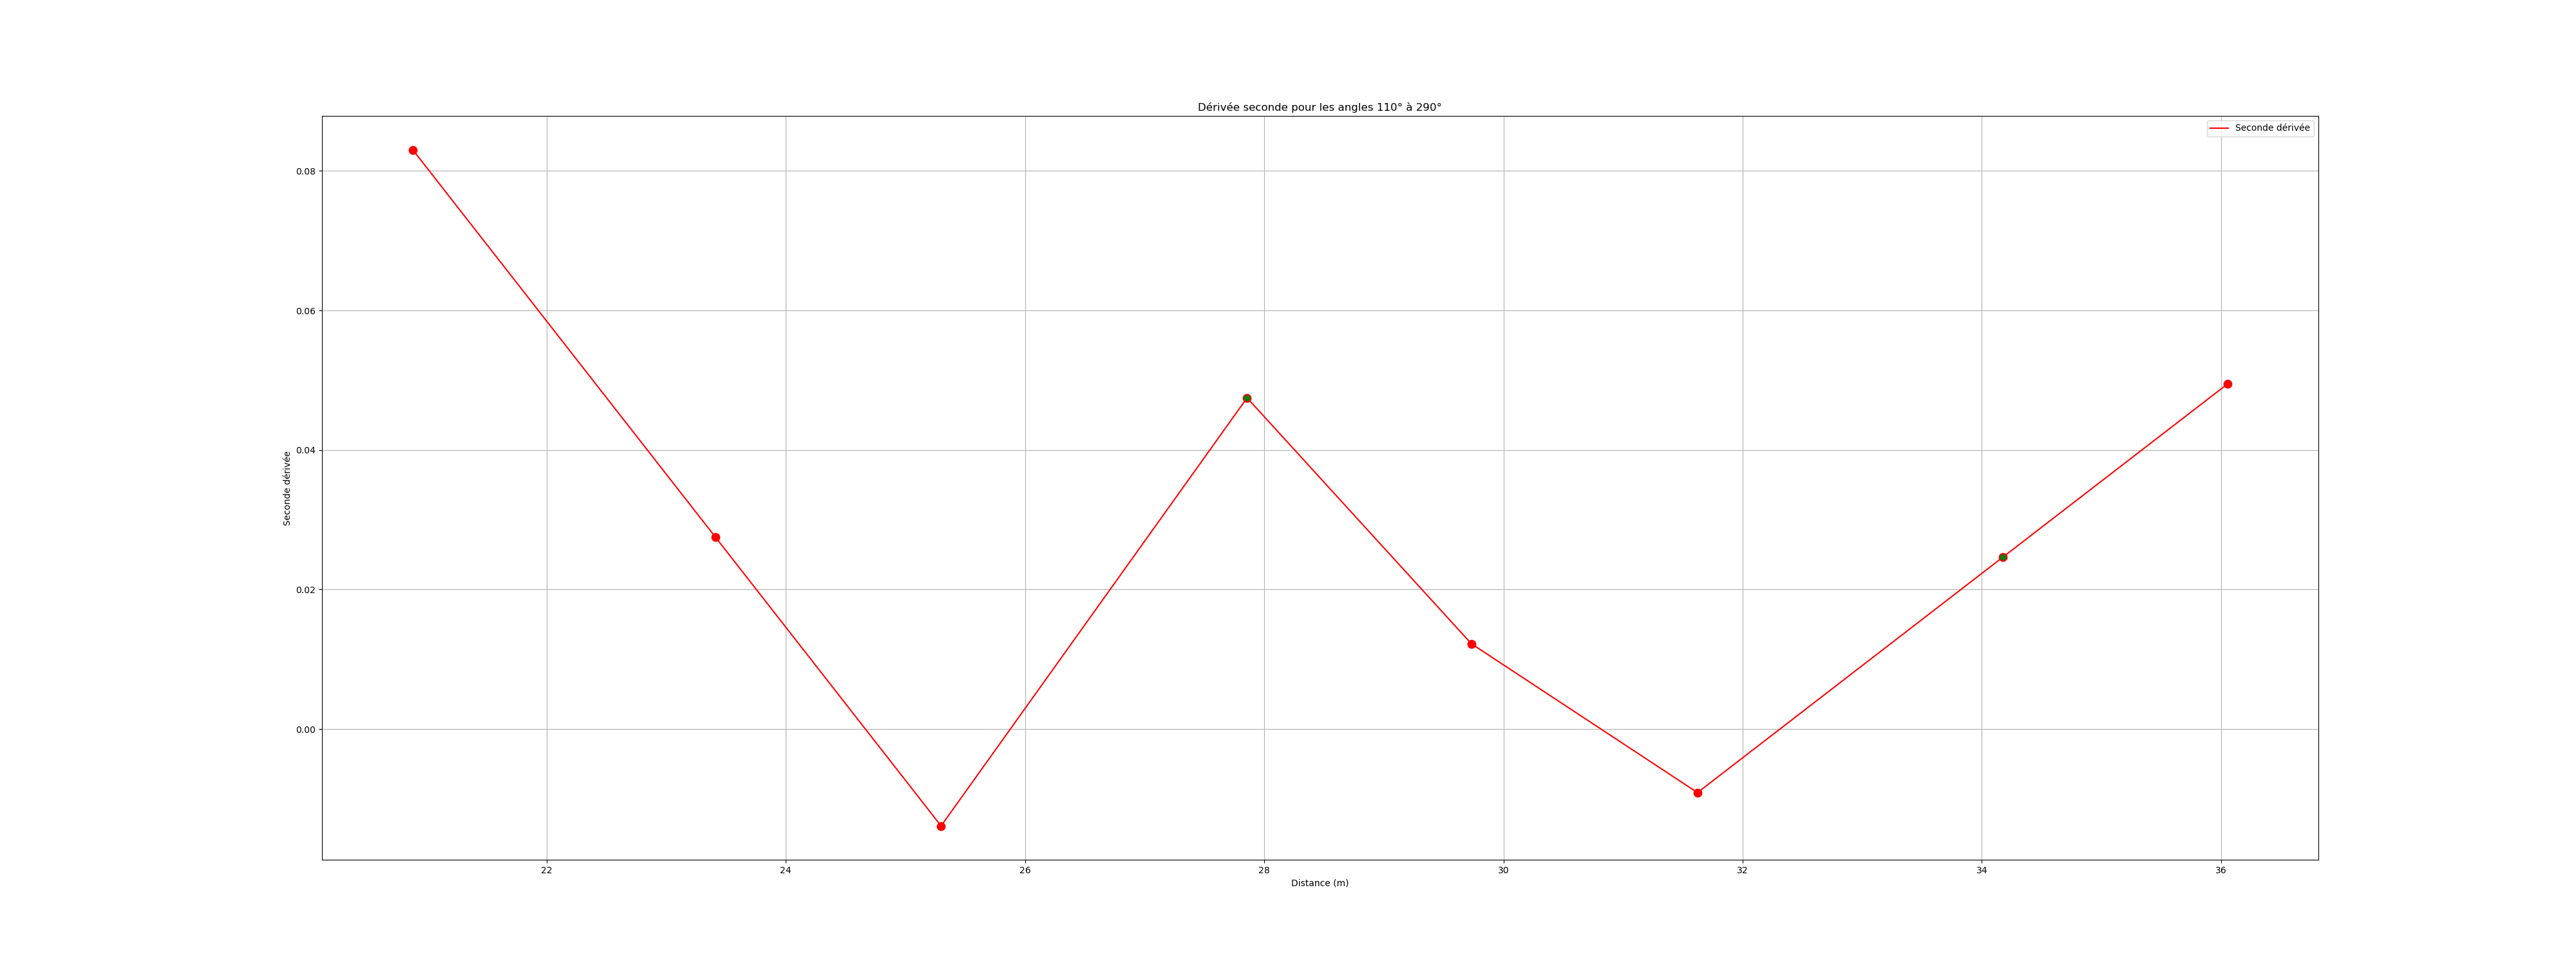 Dérivée seconde pour les angles 110° à 290°
Seconde dérivée
0.08
0.06
0.04
0.02
0.00
Seconde dérivée
22 24 26 28 30 32 34 36
Distance (m)